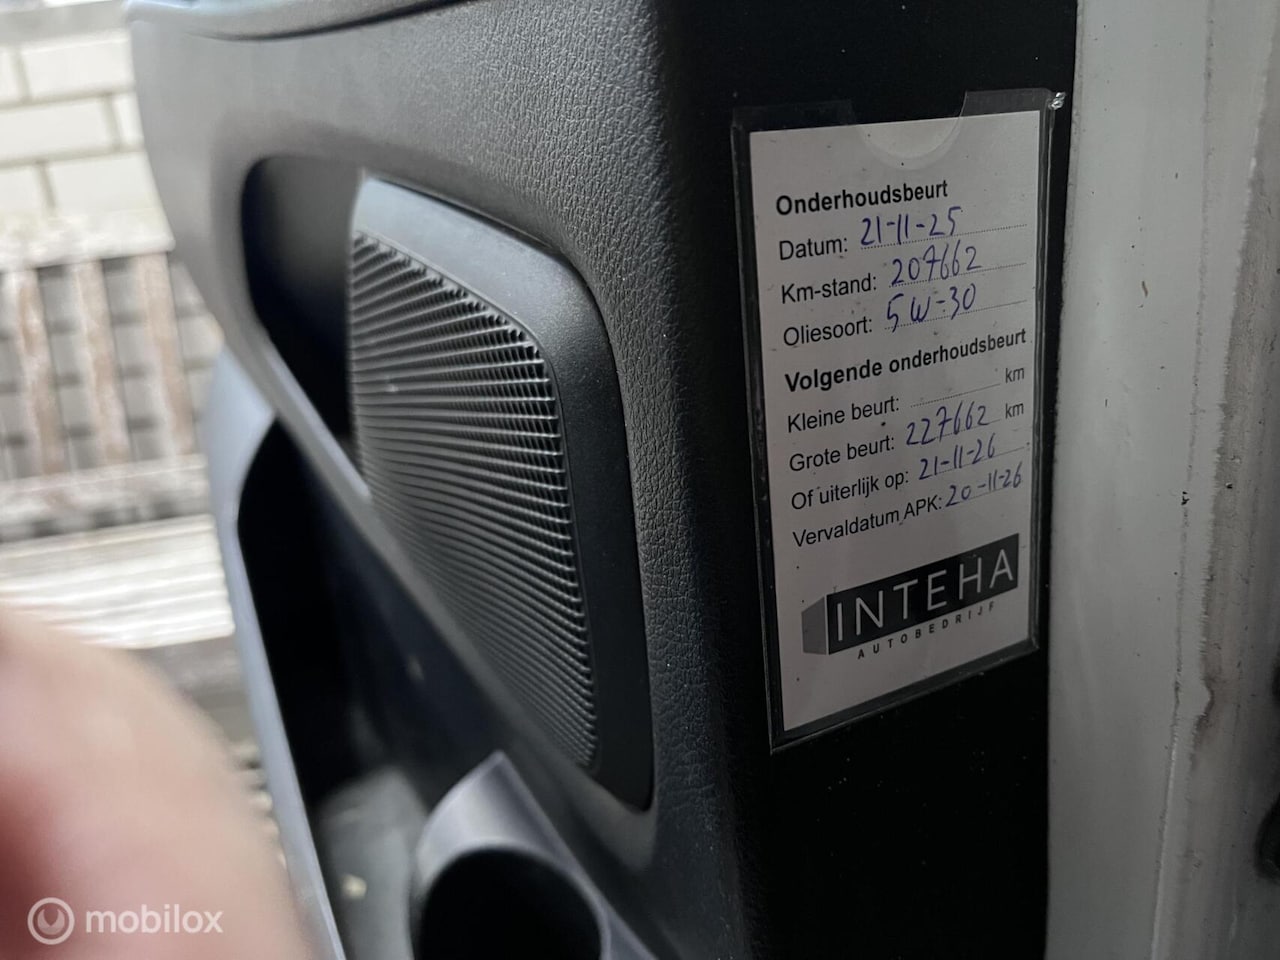 Onderhoudsbeurt
Datum: 21-11-25
Km-stand: 207662
Oliesoort: 5W-30
Volgende onderhoudsbeurt
Kleine beurt: km
Grote beurt: 227662 km
Of uiterlijk op: 21-11-26
Vervaldatum APK: 20-11-26
INTEHA
AUTOBEDRIJF
mobilox